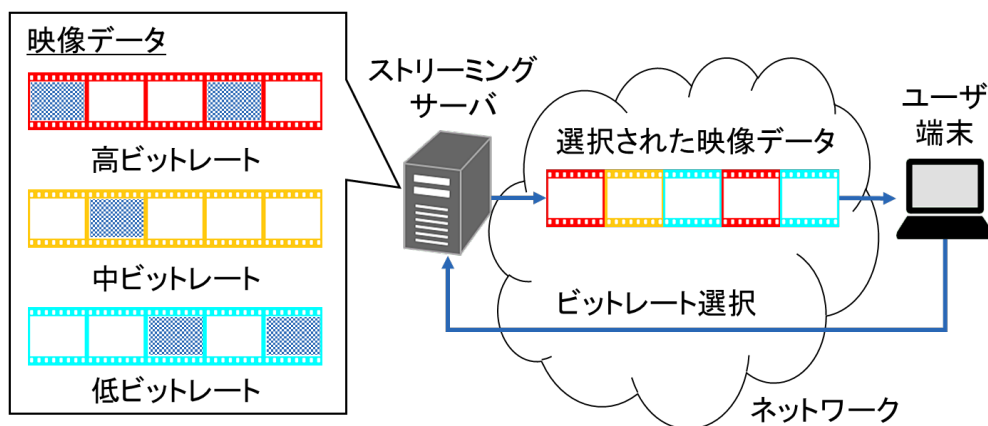 映像データ
高ビットレート
中ビットレート
低ビットレート
ストリーミング
サーバ
選択された映像データ
ユーザ
端末
ビットレート選択
ネットワーク